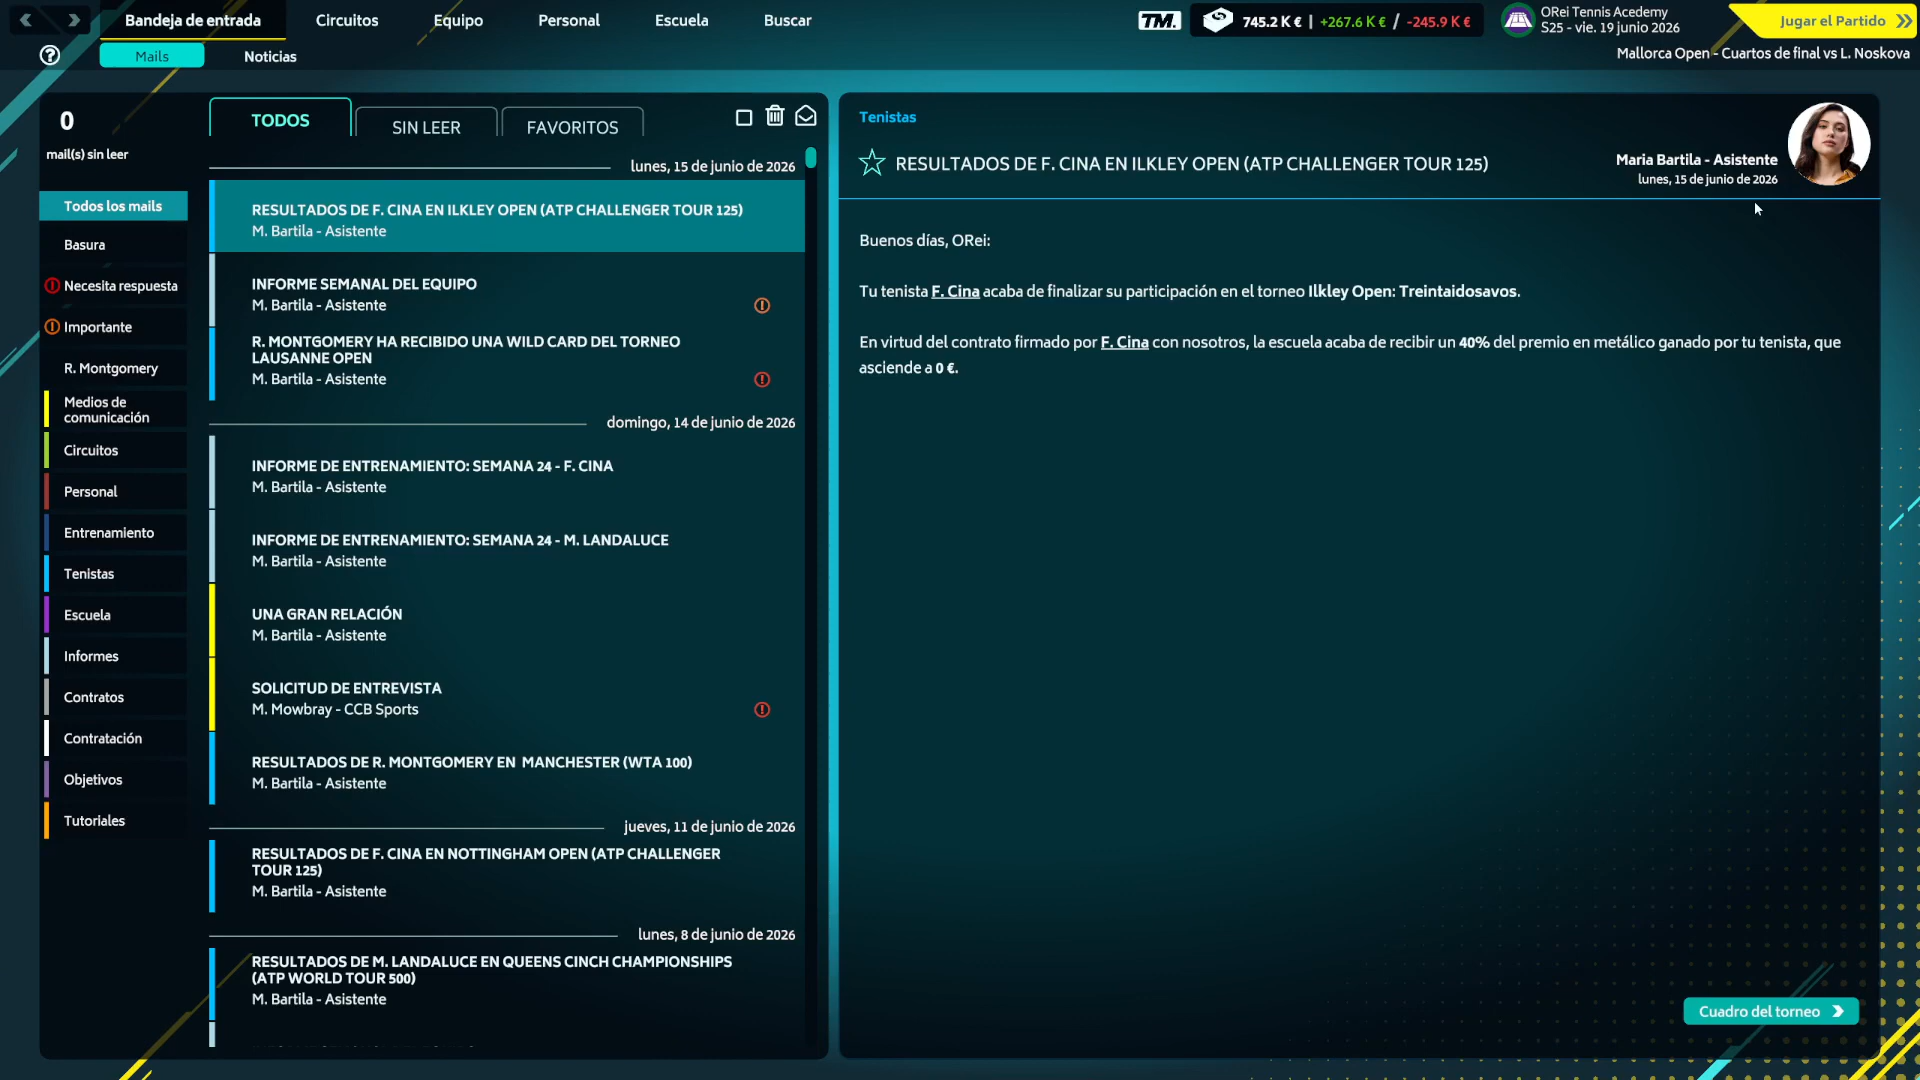 Bandeja de entrada
Circuitos
Equipo
Personal
Escuela
Buscar
TM.
745.2 K € | +267.6 K € / -245.9 K €
ORei Tennis Acedemy
S25 - vie. 19 junio 2026
Jugar el Partido
Mallorca Open - Cuartos de final vs L. Noskova
Mails
Noticias
0
mail(s) sin leer
Todos los mails
Basura
Necesita respuesta
Importante
R. Montgomery
Medios de
comunicación
Circuitos
Personal
Entrenamiento
Tenistas
Escuela
Informes
Contratos
Contratación
Objetivos
Tutoriales
TODOS
SIN LEER
FAVORITOS
lunes, 15 de junio de 2026
RESULTADOS DE F. CINA EN ILKLEY OPEN (ATP CHALLENGER TOUR 125)
M. Bartila - Asistente
INFORME SEMANAL DEL EQUIPO
M. Bartila - Asistente
R. MONTGOMERY HA RECIBIDO UNA WILD CARD DEL TORNEO
LAUSANNE OPEN
M. Bartila - Asistente
domingo, 14 de junio de 2026
INFORME DE ENTRENAMIENTO: SEMANA 24 - F. CINA
M. Bartila - Asistente
INFORME DE ENTRENAMIENTO: SEMANA 24 - M. LANDALUCE
M. Bartila - Asistente
UNA GRAN RELACIÓN
M. Bartila - Asistente
SOLICITUD DE ENTREVISTA
M. Mowbray - CCB Sports
RESULTADOS DE R. MONTGOMERY EN MANCHESTER (WTA 100)
M. Bartila - Asistente
jueves, 11 de junio de 2026
RESULTADOS DE F. CINA EN NOTTINGHAM OPEN (ATP CHALLENGER
TOUR 125)
M. Bartila - Asistente
lunes, 8 de junio de 2026
RESULTADOS DE M. LANDALUCE EN QUEENS CINCH CHAMPIONSHIPS
(ATP WORLD TOUR 500)
M. Bartila - Asistente
Tenistas
RESULTADOS DE F. CINA EN ILKLEY OPEN (ATP CHALLENGER TOUR 125)
Maria Bartila - Asistente
lunes, 15 de junio de 2026
Buenos días, ORei:
Tu tenista F. Cina acaba de finalizar su participación en el torneo Ilkley Open: Treintaidosavos.
En virtud del contrato firmado por F. Cina con nosotros, la escuela acaba de recibir un 40% del premio en metálico ganado por tu tenista, que
asciende a 0 €.
Cuadro del torneo